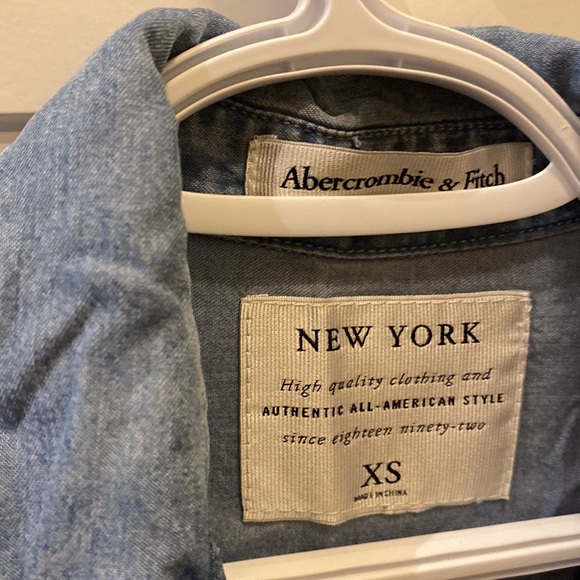 Abercrombie & Fitch
NEW YORK
High quality clothing and
AUTHENTIC ALL-AMERICAN STYLE
since eighteen ninety-two
XS
MADE IN CHINA